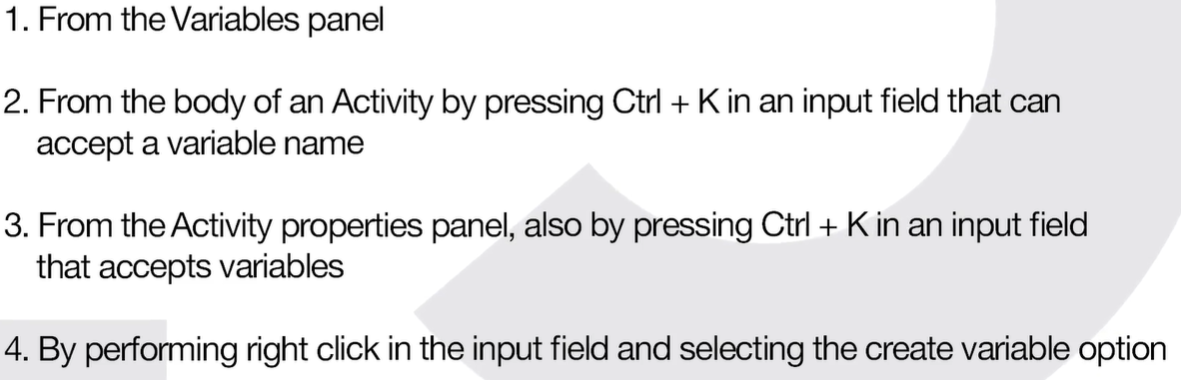 1. From the Variables panel
2. From the body of an Activity by pressing Ctrl + K in an input field that can
accept a variable name
3. From the Activity properties panel, also by pressing Ctrl + K in an input field
that accepts variables
4. By performing right click in the input field and selecting the create variable option